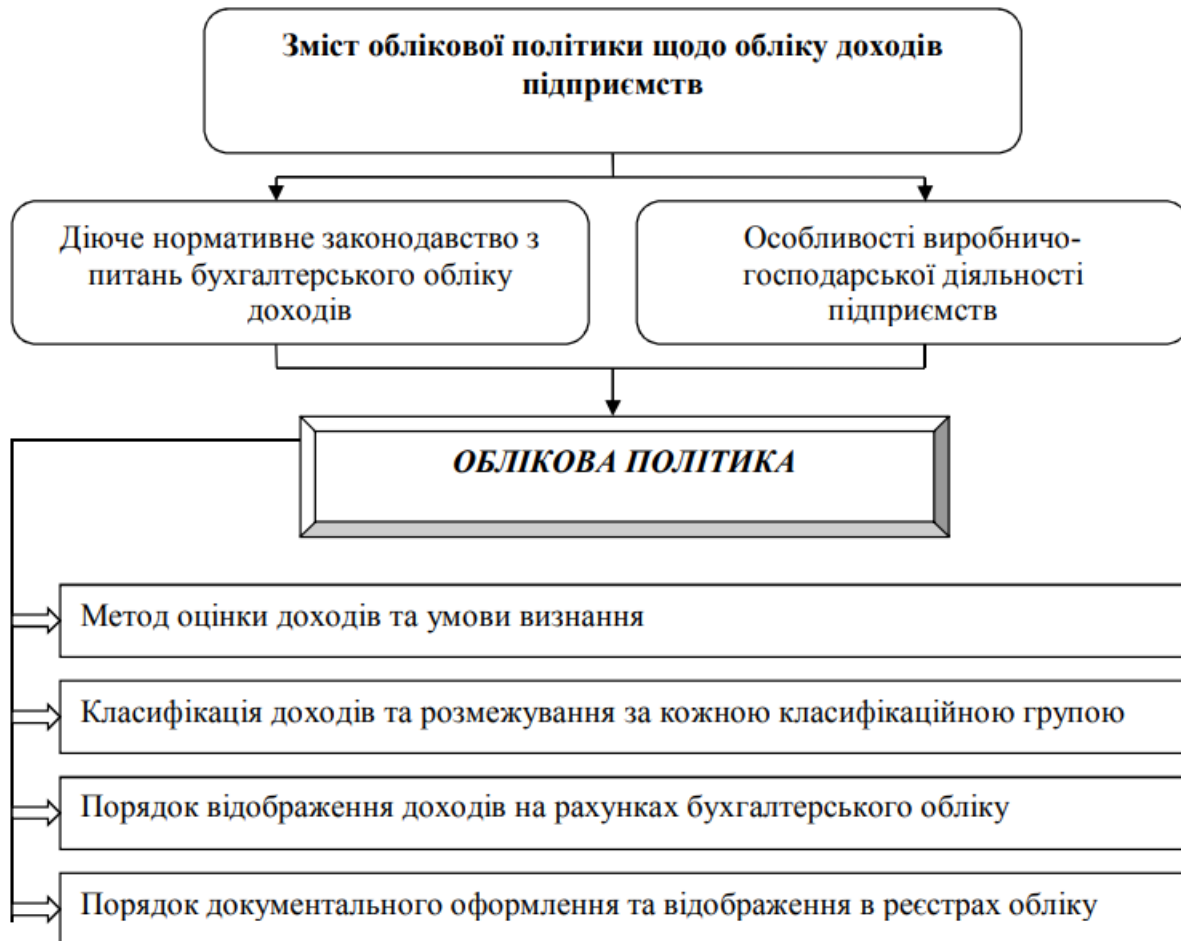 Зміст облікової політики щодо обліку доходів
підприємств
Діюче нормативне законодавство з
питань бухгалтерського обліку
доходів
Особливості виробничо-
господарської діяльності
підприємств
ОБЛІКОВА ПОЛІТИКА
Метод оцінки доходів та умови визнання
Класифікація доходів та розмежування за кожною класифікаційною групою
Порядок відображення доходів на рахунках бухгалтерського обліку
Порядок документального оформлення та відображення в реєстрах обліку